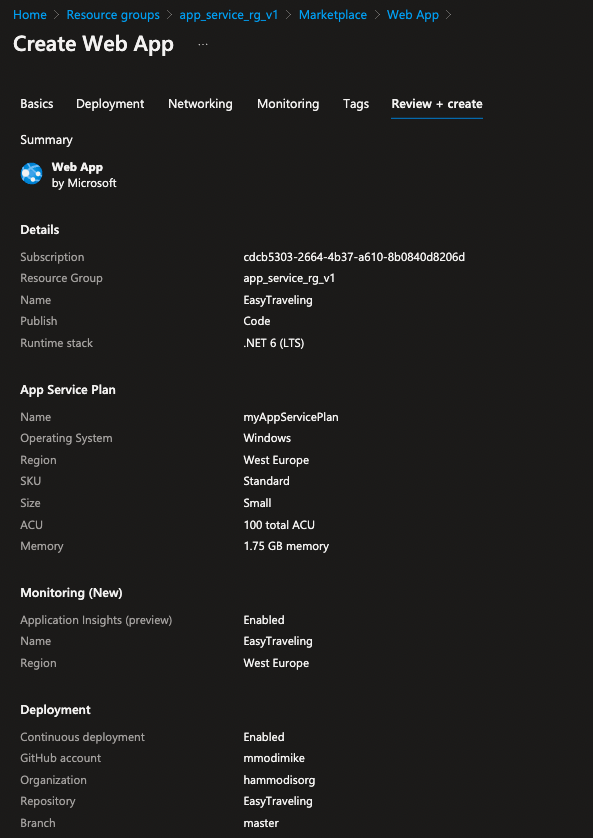 Home > Resource groups > app_service_rg_v1 > Marketplace > Web App >
Create Web App ...
Basics Deployment Networking Monitoring Tags Review + create
Summary
Web App
by Microsoft
Details
Subscription cdcb5303-2664-4b37-a610-8b0840d8206d
Resource Group app_service_rg_v1
Name EasyTraveling
Publish Code
Runtime stack .NET 6 (LTS)
App Service Plan
Name myAppServicePlan
Operating System Windows
Region West Europe
SKU Standard
Size Small
ACU 100 total ACU
Memory 1.75 GB memory
Monitoring (New)
Application Insights (preview) Enabled
Name EasyTraveling
Region West Europe
Deployment
Continuous deployment Enabled
GitHub account mmodimike
Organization hammodisorg
Repository EasyTraveling
Branch master